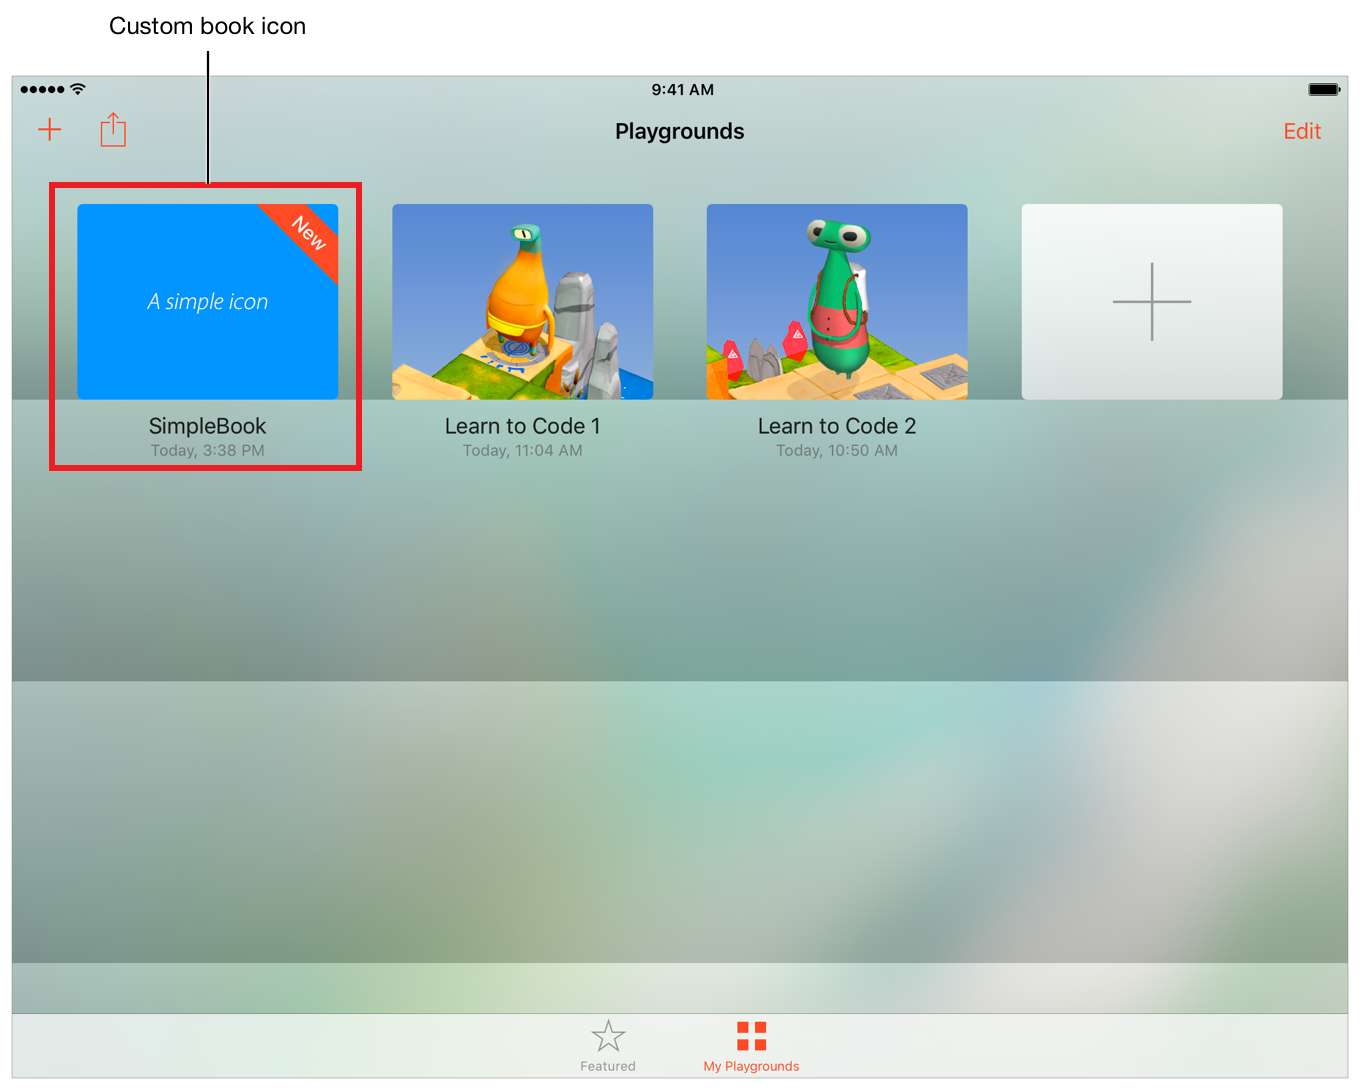 Custom book icon
9:41 AM
Playgrounds
Edit
New
A simple icon
SimpleBook
Today, 3:38 PM
Learn to Code 1
Today, 11:04 AM
Learn to Code 2
Today, 10:50 AM
Featured
My Playgrounds